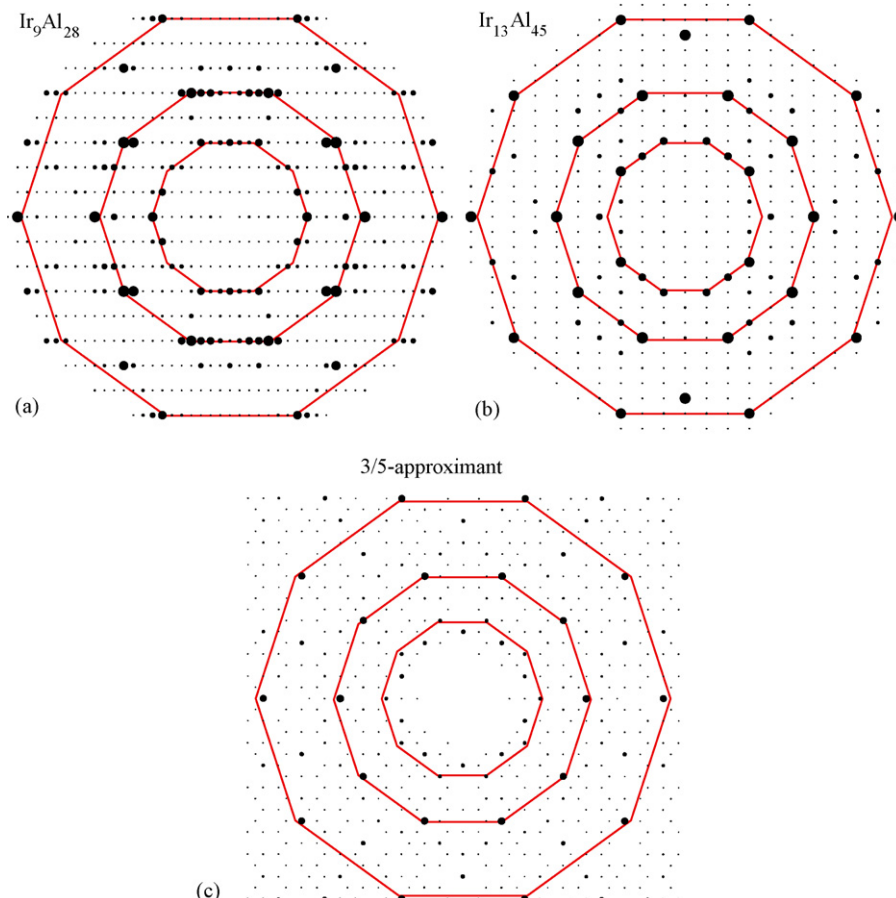 Ir₉Al₂₈
Ir₁₃Al₄₅
(a)
(b)
3/5-approximant
(c)